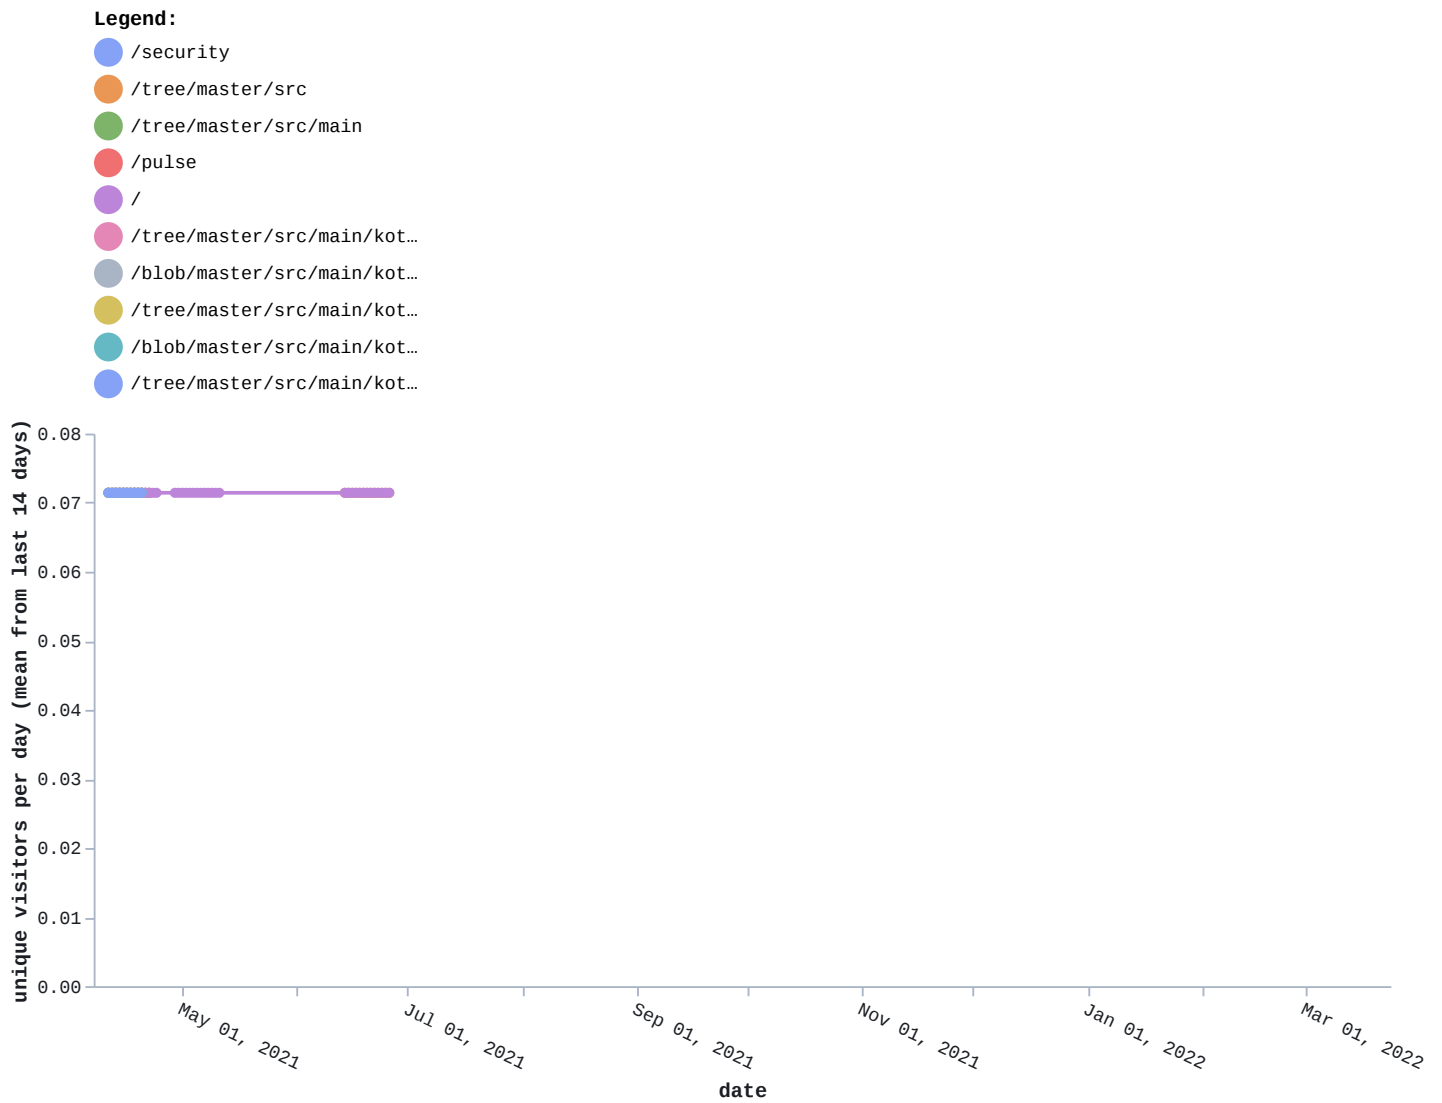 Legend:
/security
/tree/master/src
/tree/master/src/main
/pulse
/
/tree/master/src/main/kot…
/blob/master/src/main/kot…
/tree/master/src/main/kot…
/blob/master/src/main/kot…
/tree/master/src/main/kot…
unique visitors per day (mean from last 14 days)
0.08
0.07
0.06
0.05
0.04
0.03
0.02
0.01
0.00
May 01, 2021
Jul 01, 2021
Sep 01, 2021
Nov 01, 2021
Jan 01, 2022
Mar 01, 2022
date